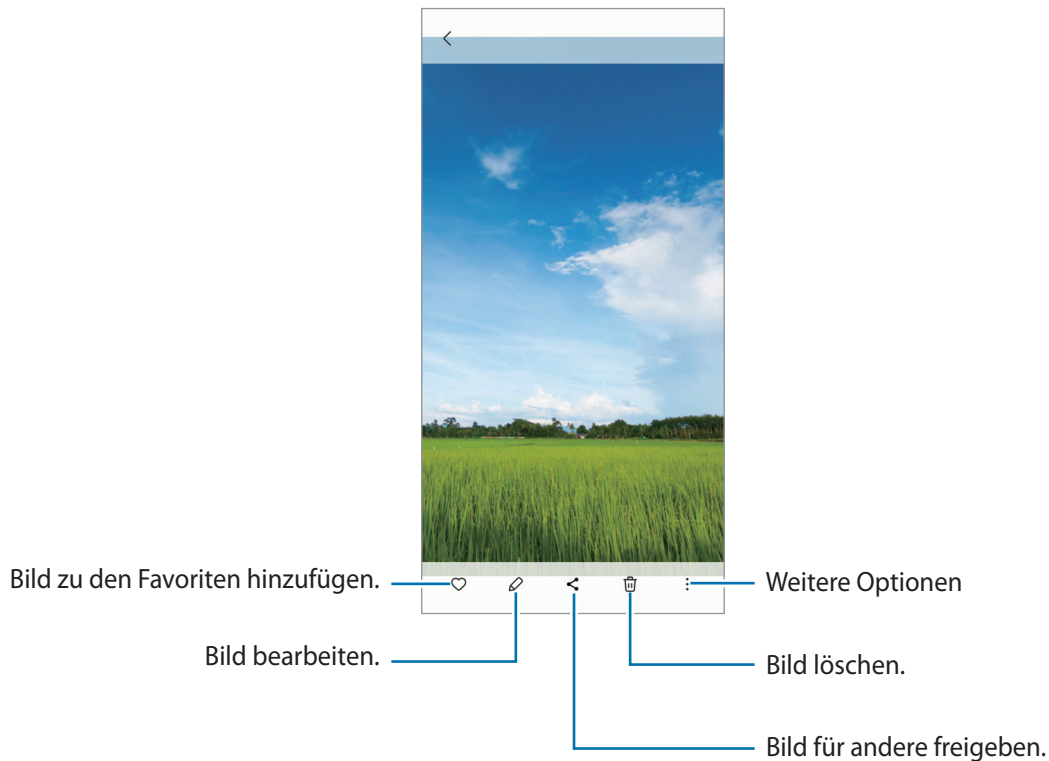 Bild zu den Favoriten hinzufügen.
Weitere Optionen
Bild bearbeiten.
Bild löschen.
Bild für andere freigeben.